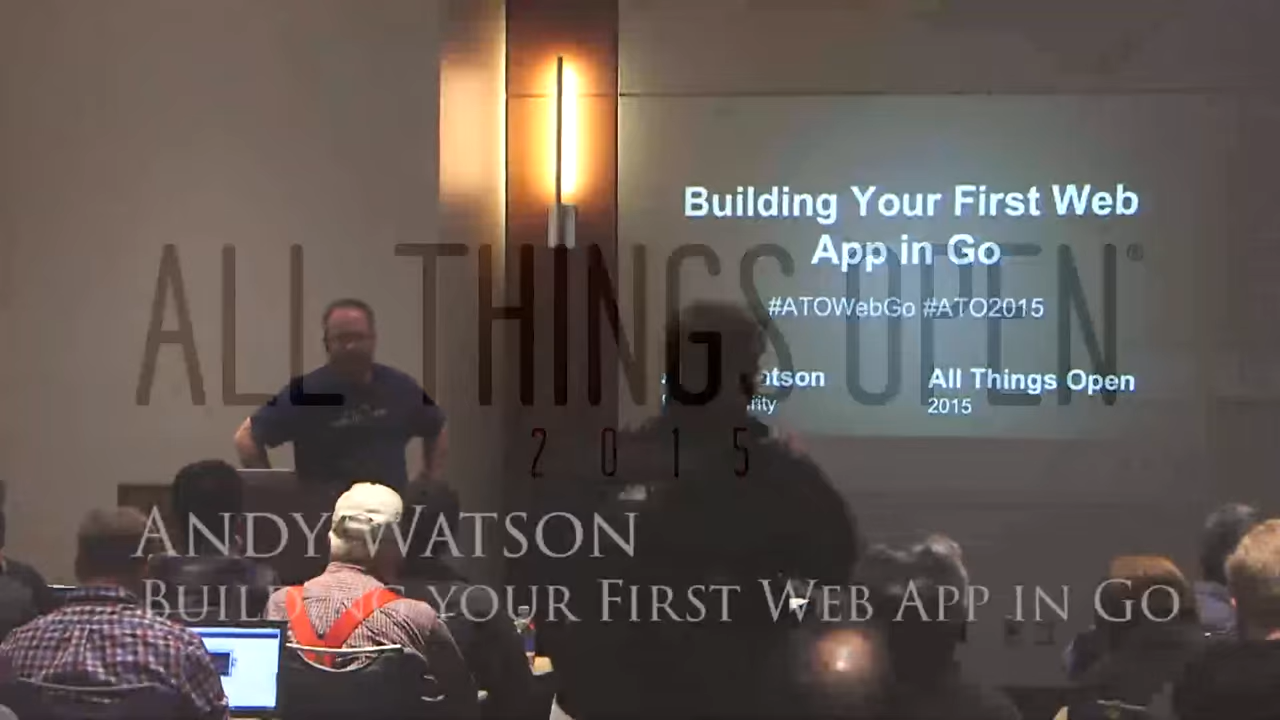 Building Your First Web
App in Go
#ATOWebGo #ATO2015
All Things Open
2015
ALL THINGS OPEN®
2015
ANDY WATSON
BUILDING YOUR FIRST WEB APP IN GO